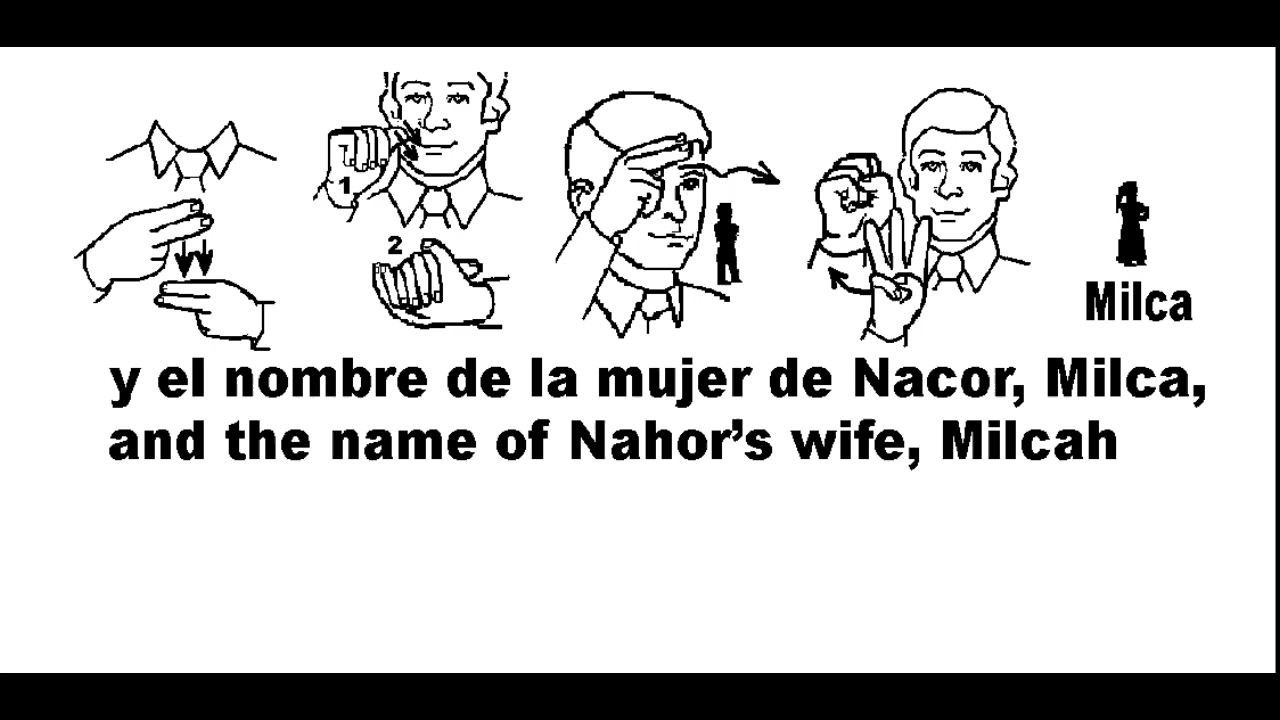 1
2
Milca
y el nombre de la mujer de Nacor, Milca,
and the name of Nahor’s wife, Milcah